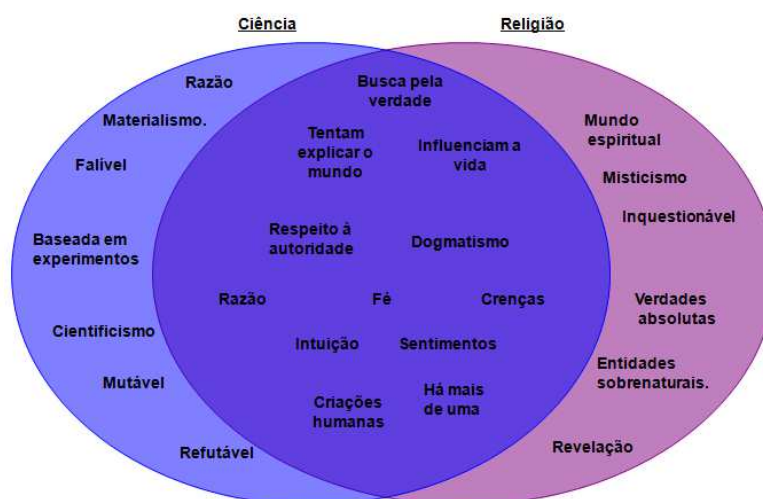 Ciência
Religião
Razão
Materialismo.
Falível
Baseada em
experimentos
Cientificismo
Mutável
Refutável
Busca pela
verdade
Tentam
explicar o
mundo
Influenciam a
vida
Respeito à
autoridade
Dogmatismo
Razão
Fé
Crenças
Intuição
Sentimentos
Criações
humanas
Há mais
de uma
Mundo
espiritual
Misticismo
Inquestionável
Verdades
absolutas
Entidades
sobrenaturais.
Revelação